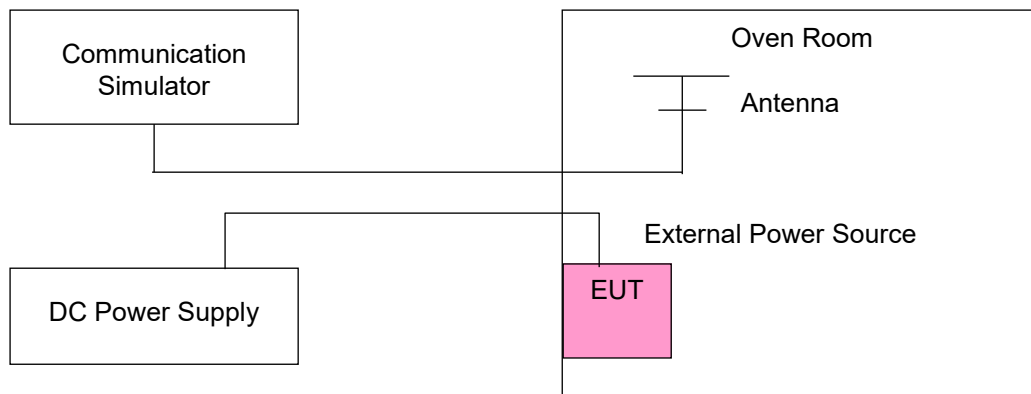 Communication
Simulator
Oven Room
Antenna
External Power Source
DC Power Supply
EUT